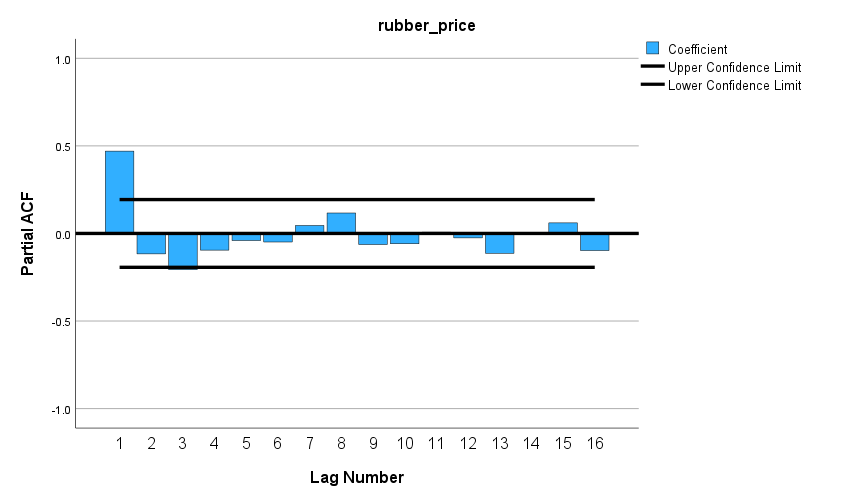 rubber_price
Coefficient
Upper Confidence Limit
Lower Confidence Limit
Partial ACF
1.0
0.5
0.0
-0.5
-1.0
1 2 3 4 5 6 7 8 9 10 11 12 13 14 15 16
Lag Number